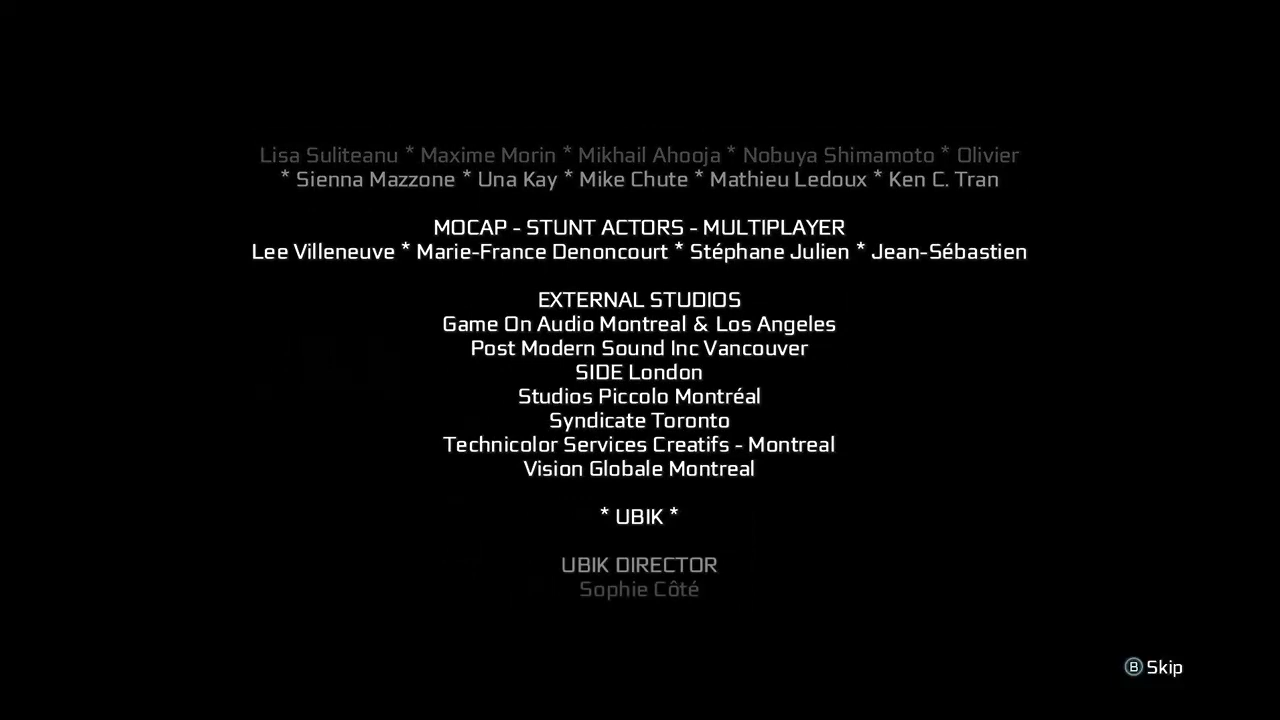 Lisa Suliteanu * Maxime Morin * Mikhail Ahooja * Nobuya Shimamoto * Olivier
* Sienna Mazzone * Una Kay * Mike Chute * Mathieu Ledoux * Ken C. Tran
MOCAP - STUNT ACTORS - MULTIPLAYER
Lee Villeneuve * Marie-France Denoncourt * Stéphane Julien * Jean-Sébastien
EXTERNAL STUDIOS
Game On Audio Montreal & Los Angeles
Post Modern Sound Inc Vancouver
SIDE London
Studios Piccolo Montréal
Syndicate Toronto
Technicolor Services Creatifs - Montreal
Vision Globale Montreal
* UBIK *
UBIK DIRECTOR
Sophie Côté
B Skip